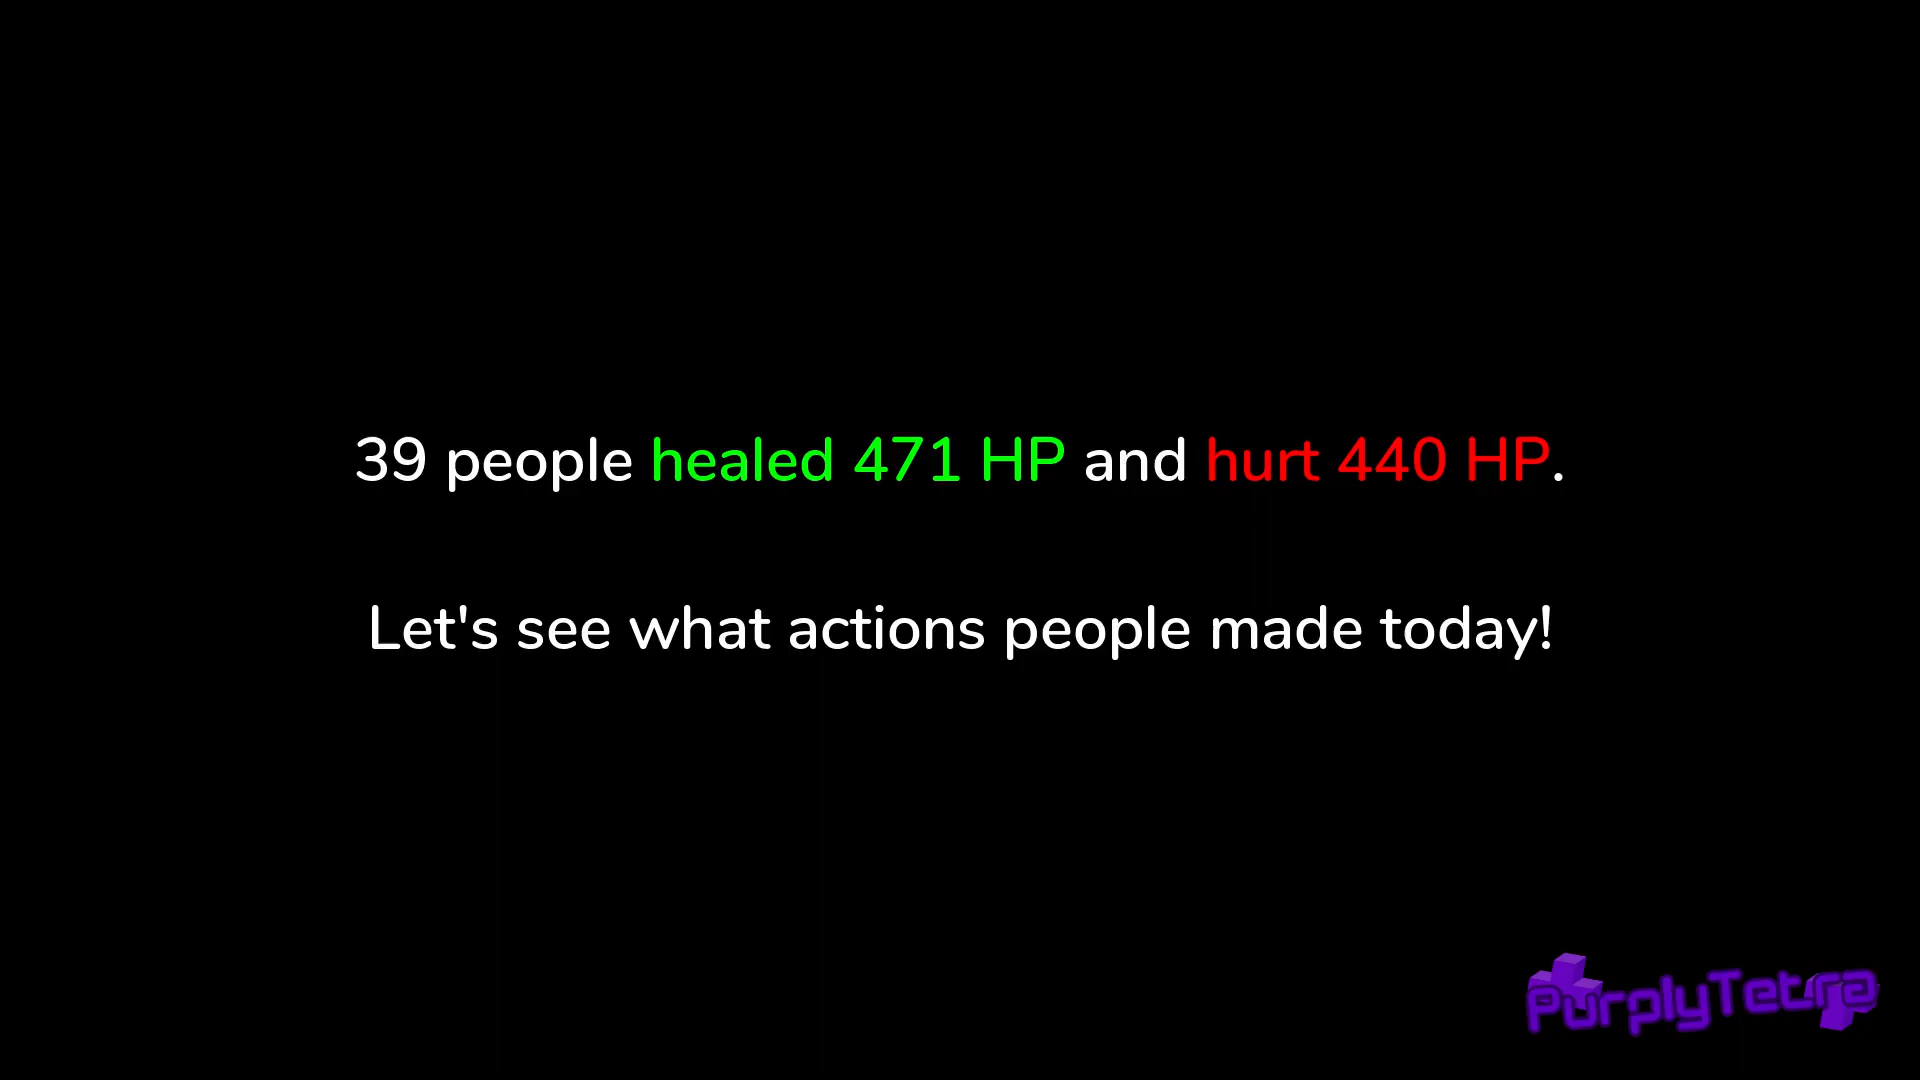 39 people healed 471 HP and hurt 440 HP.
Let's see what actions people made today!
PurplyTetra